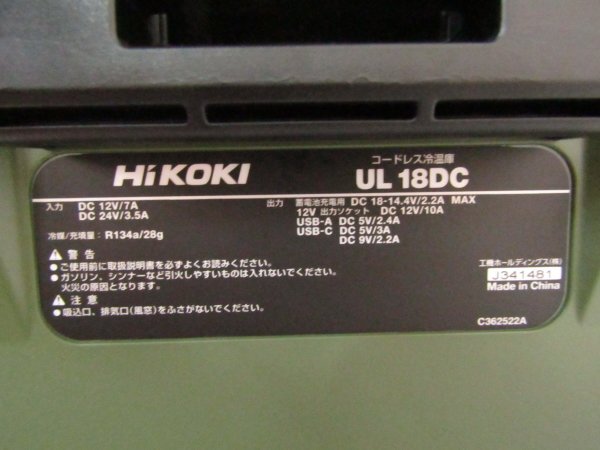 HiKOKI
コードレス冷温庫
UL 18DC
入力 DC 12V/7A
DC 24V/3.5A
冷媒/充填量: R134a/28g
出力 蓄電池充電用 DC 18-14.4V/2.2A MAX
12V 出力ソケット DC 12V/10A
USB-A DC 5V/2.4A
USB-C DC 5V/3A
DC 9V/2.2A
⚠ 警 告
● ご使用前に取扱説明書を必ずよくお読みください。
● ガソリン、シンナーなど引火しやすいものは入れないでください。
火災の原因となります。
⚠ 注 意
● 吸込口、排気口(風窓)をふさがないでください。
工機ホールディングス(株)
J341481
Made in China
C362522A